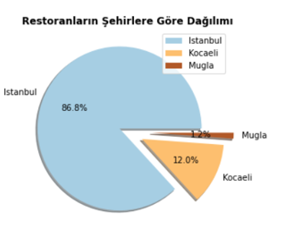 Restoranların Şehirlere Göre Dağılımı
Istanbul
Kocaeli
Mugla
Istanbul
86.8%
1.2%
Mugla
12.0%
Kocaeli